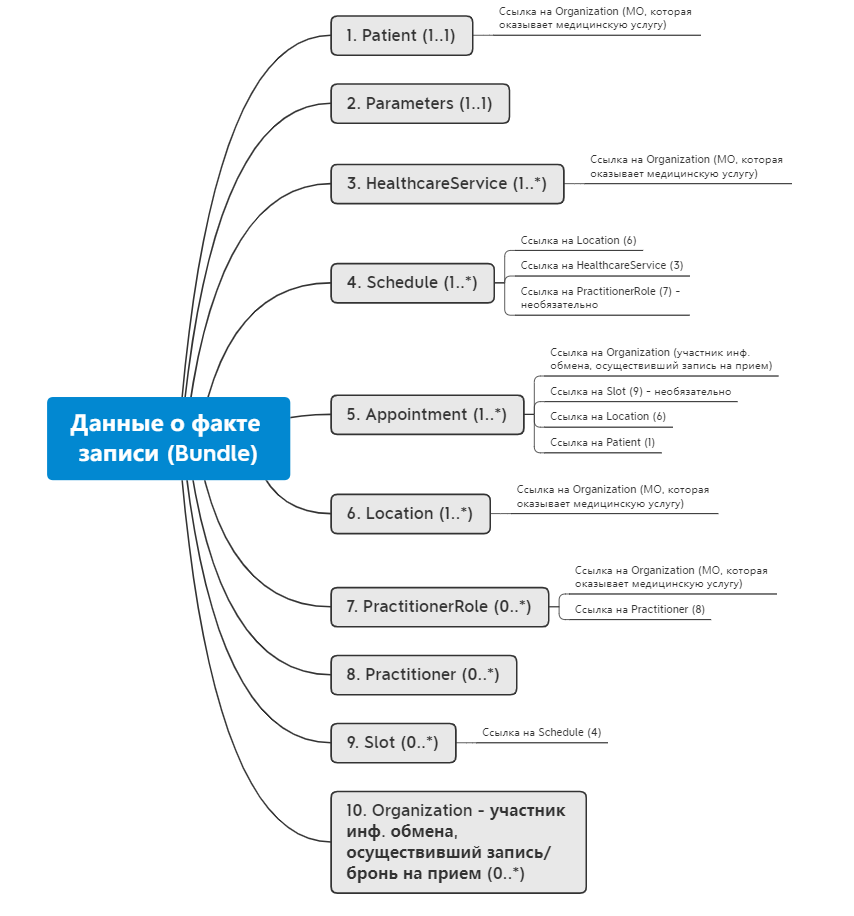 Ссылка на Organization (МО, которая
оказывает медицинскую услугу)
1. Patient (1..1)
2. Parameters (1..1)
Ссылка на Organization (МО, которая
оказывает медицинскую услугу)
3. HealthcareService (1..*)
Ссылка на Location (6)
Ссылка на HealthcareService (3)
4. Schedule (1..*)
Ссылка на PractitionerRole (7) -
необязательно
Ссылка на Organization (участник инф.
обмена, осуществивший запись на прием)
Ссылка на Slot (9) - необязательно
5. Appointment (1..*)
Ссылка на Location (6)
Ссылка на Patient (1)
Данные о факте
записи (Bundle)
Ссылка на Organization (МО, которая
оказывает медицинскую услугу)
6. Location (1..*)
Ссылка на Organization (МО, которая
оказывает медицинскую услугу)
7. PractitionerRole (0..*)
Ссылка на Practitioner (8)
8. Practitioner (0..*)
Ссылка на Schedule (4)
9. Slot (0..*)
10. Organization - участник
инф. обмена,
осуществивший запись/
бронь на прием (0..*)